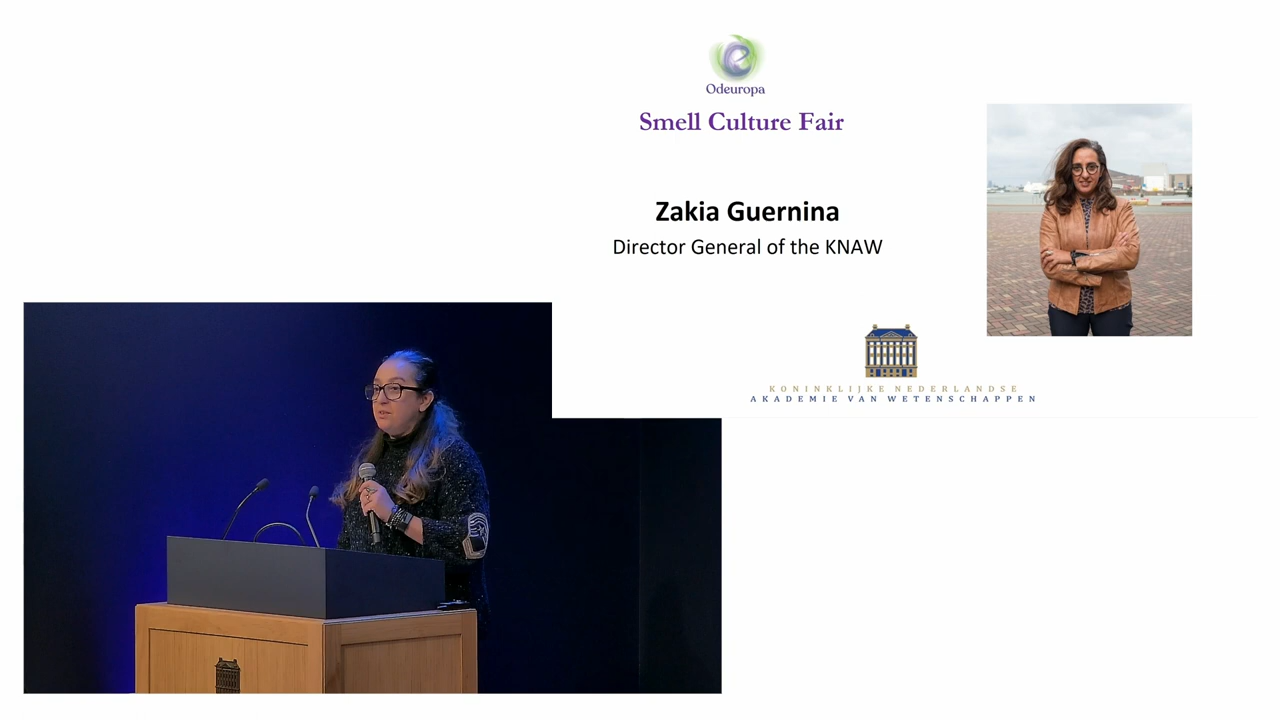 Odeuropa
Smell Culture Fair
Zakia Guernina
Director General of the KNAW
KONINKLIJKE NEDERLANDSE
AKADEMIE VAN WETENSCHAPPEN